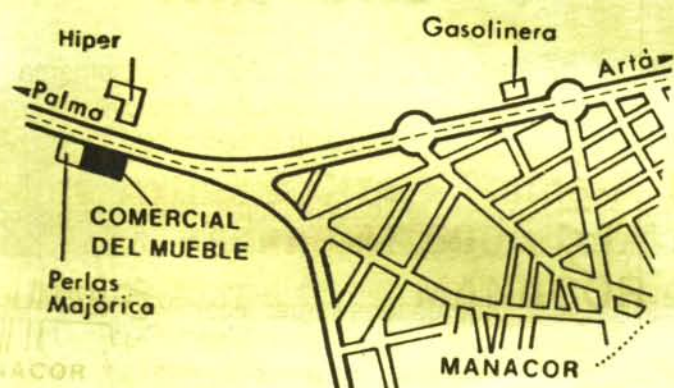 Hiper
Gasolinera
Palma
Artà
COMERCIAL
DEL MUEBLE
Perlas
Majórica
MANACOR